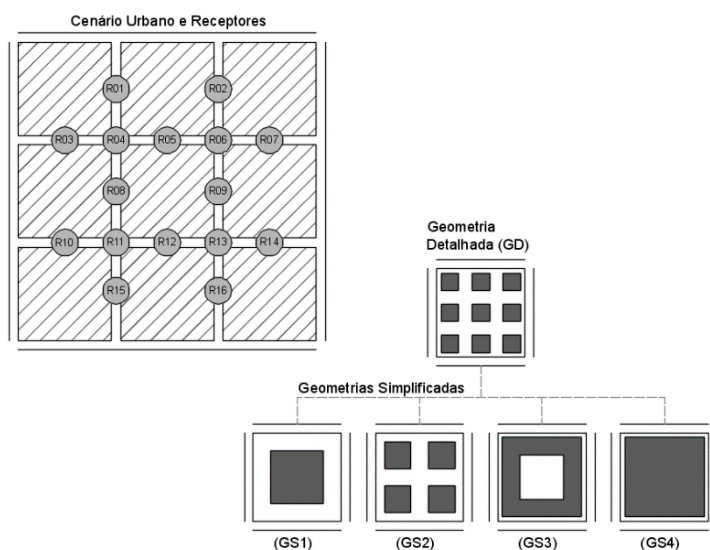 Cenário Urbano e Receptores
R01 R02
R03 R04 R05 R06 R07
R08 R09
R10 R11 R12 R13 R14
R15 R16
Geometria
Detalhada (GD)
Geometrias Simplificadas
(GS1) (GS2) (GS3) (GS4)